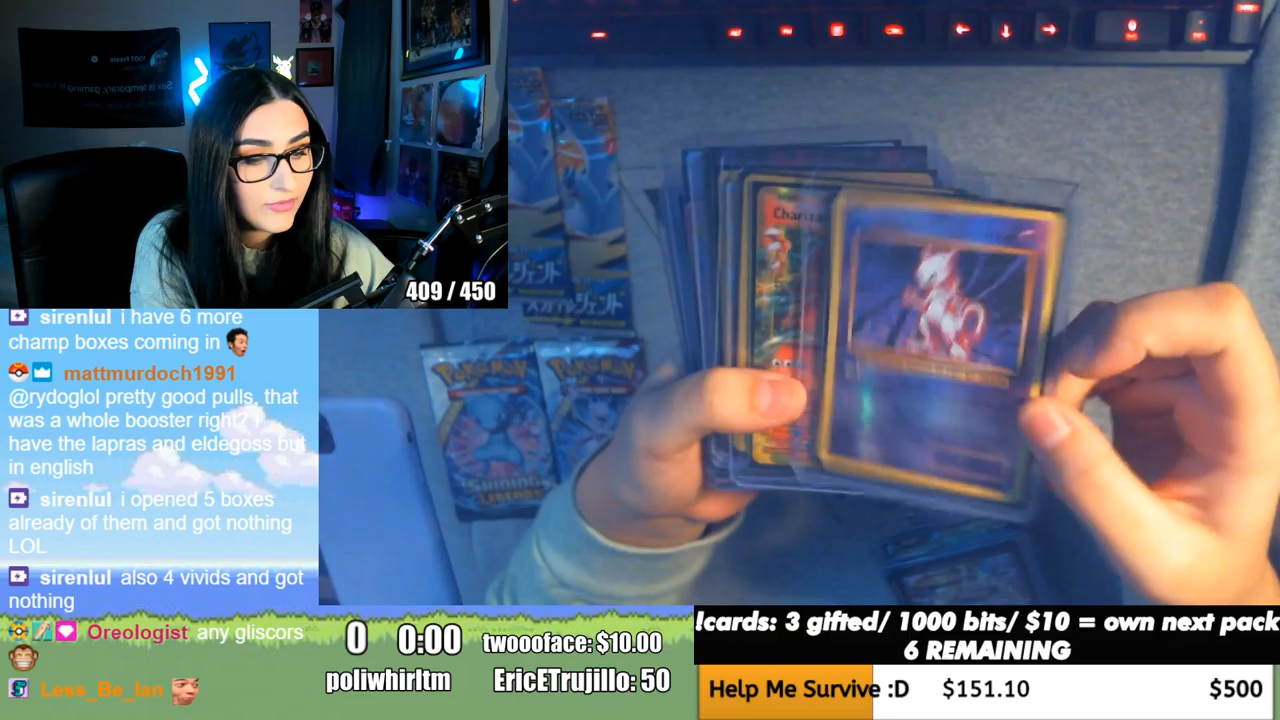 409 / 450
sirenlul i have 6 more
champ boxes coming in
mattmurdoch1991
@rydoglol pretty good pulls, that
was a whole booster right? i
have the lapras and eldegoss but
in english
sirenlul i opened 5 boxes
already of them and got nothing
LOL
sirenlul also 4 vivids and got
nothing
Oreologist any gliscors
Less_Be_Ian
POKéMON
SHINING
LEGENDS
0 0:00 twoooface: $10.00
poliwhirltm EricETrujillo: 50
!cards: 3 gifted/ 1000 bits/ $10 = own next pack
6 REMAINING
Help Me Survive :D $151.10 $500